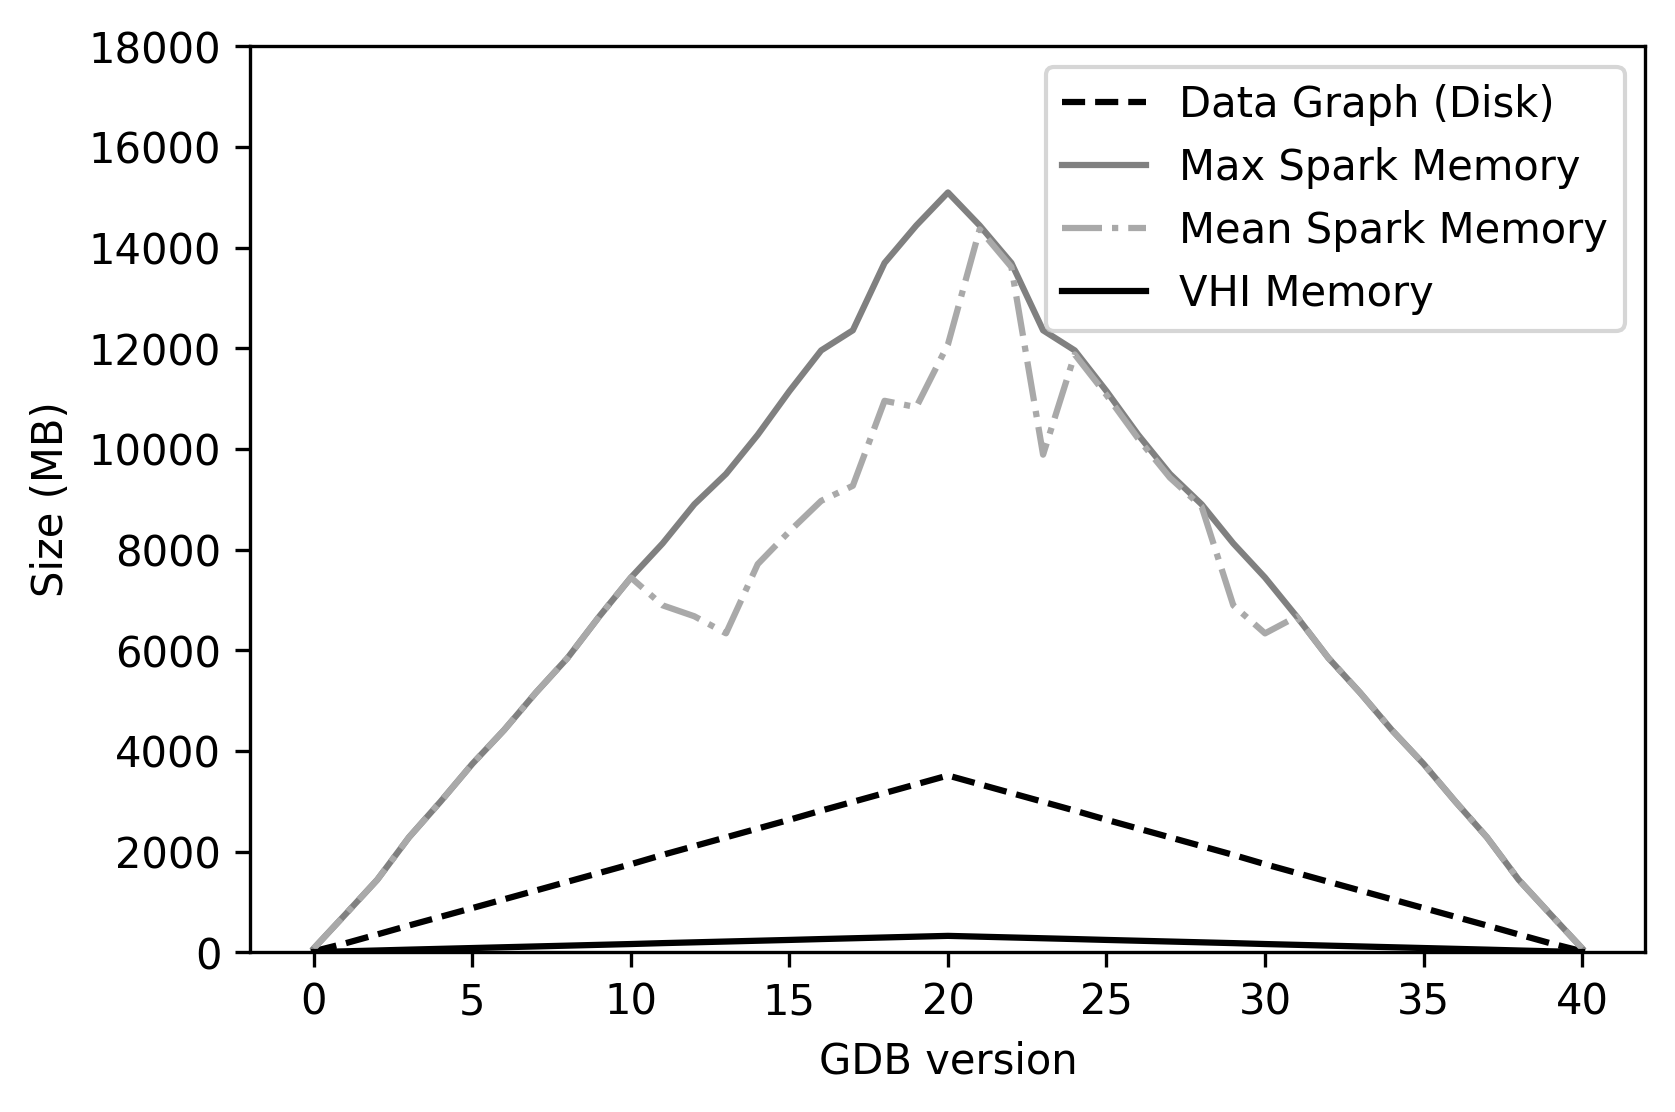 18000
16000
14000
12000
10000
8000
6000
4000
2000
0
Size (MB)
Data Graph (Disk)
Max Spark Memory
Mean Spark Memory
VHI Memory
0 5 10 15 20 25 30 35 40
GDB version